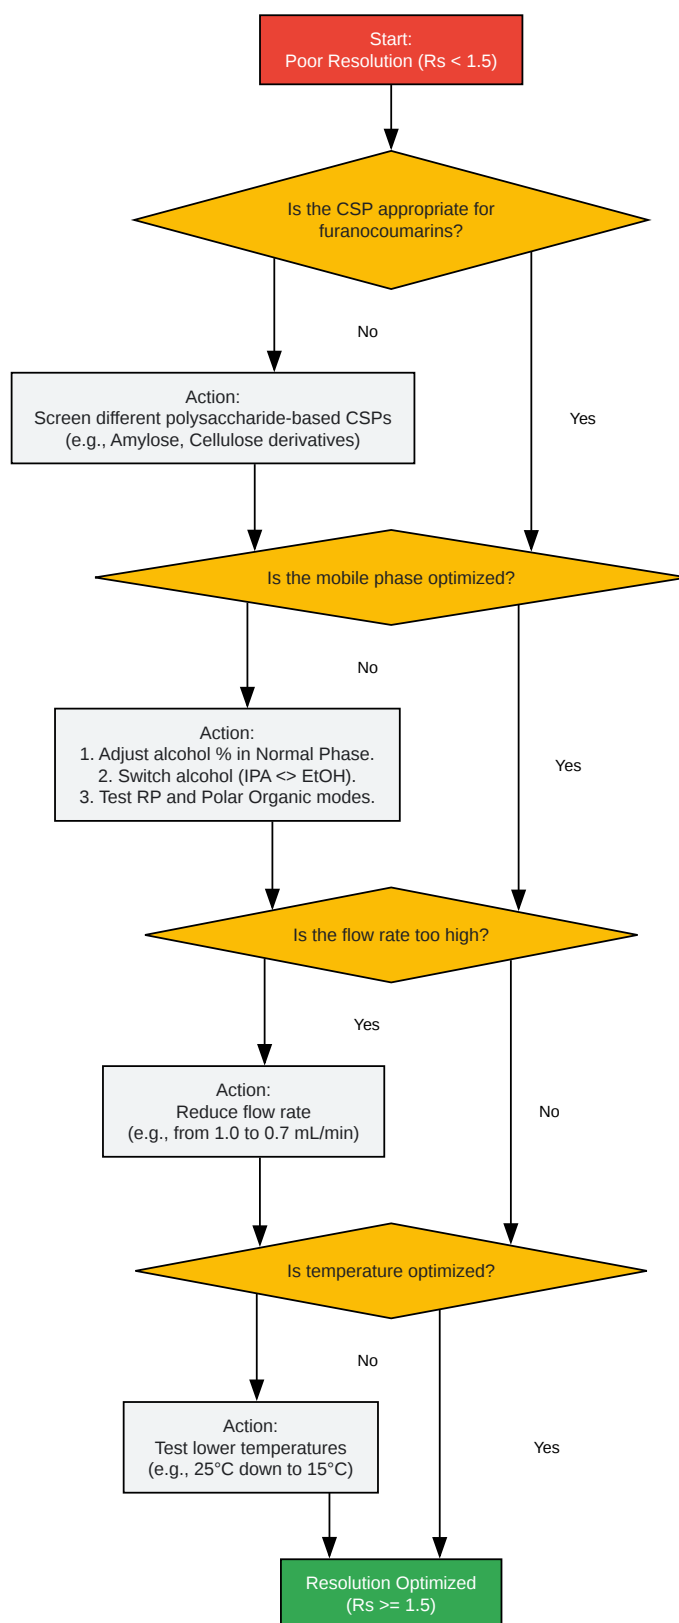 Start:
Poor Resolution (Rs < 1.5)
Is the CSP appropriate for
furanocoumarins?
No
Action:
Screen different polysaccharide-based CSPs
(e.g., Amylose, Cellulose derivatives)
Yes
Is the mobile phase optimized?
No
Action:
1. Adjust alcohol % in Normal Phase.
2. Switch alcohol (IPA <> EtOH).
3. Test RP and Polar Organic modes.
Yes
Is the flow rate too high?
Yes
Action:
Reduce flow rate
(e.g., from 1.0 to 0.7 mL/min)
No
Is temperature optimized?
No
Action:
Test lower temperatures
(e.g., 25°C down to 15°C)
Yes
Resolution Optimized
(Rs >= 1.5)